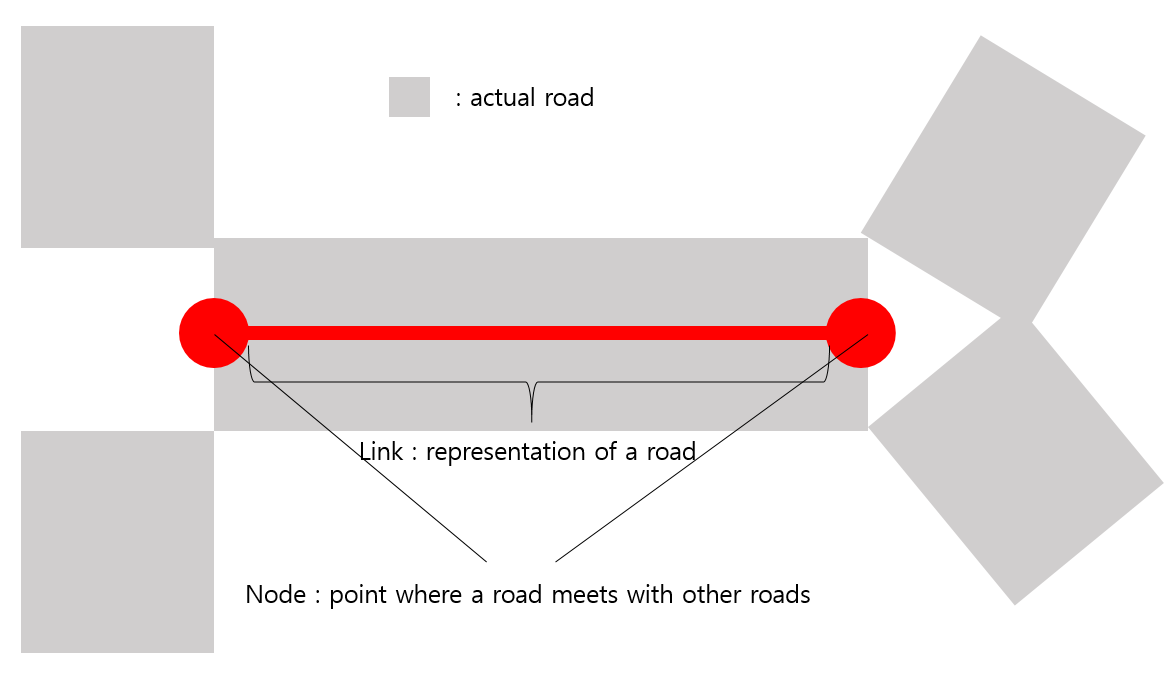 : actual road
Link : representation of a road
Node : point where a road meets with other roads